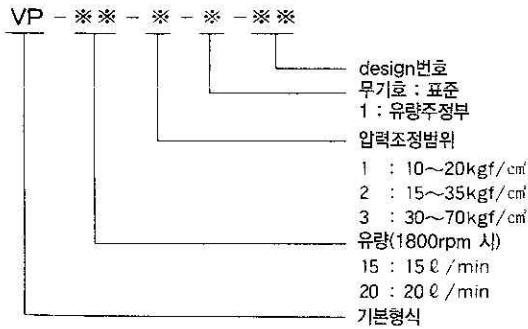 VP - ※※ - ※ - ※ - ※※
design번호
무기호 : 표준
1 : 유량주정부
압력조정범위
1 : 10～20kgf/㎠
2 : 15～35kgf/㎠
3 : 30～70kgf/㎠
유량(1800rpm 시)
15 : 15ℓ/min
20 : 20ℓ/min
기본형식